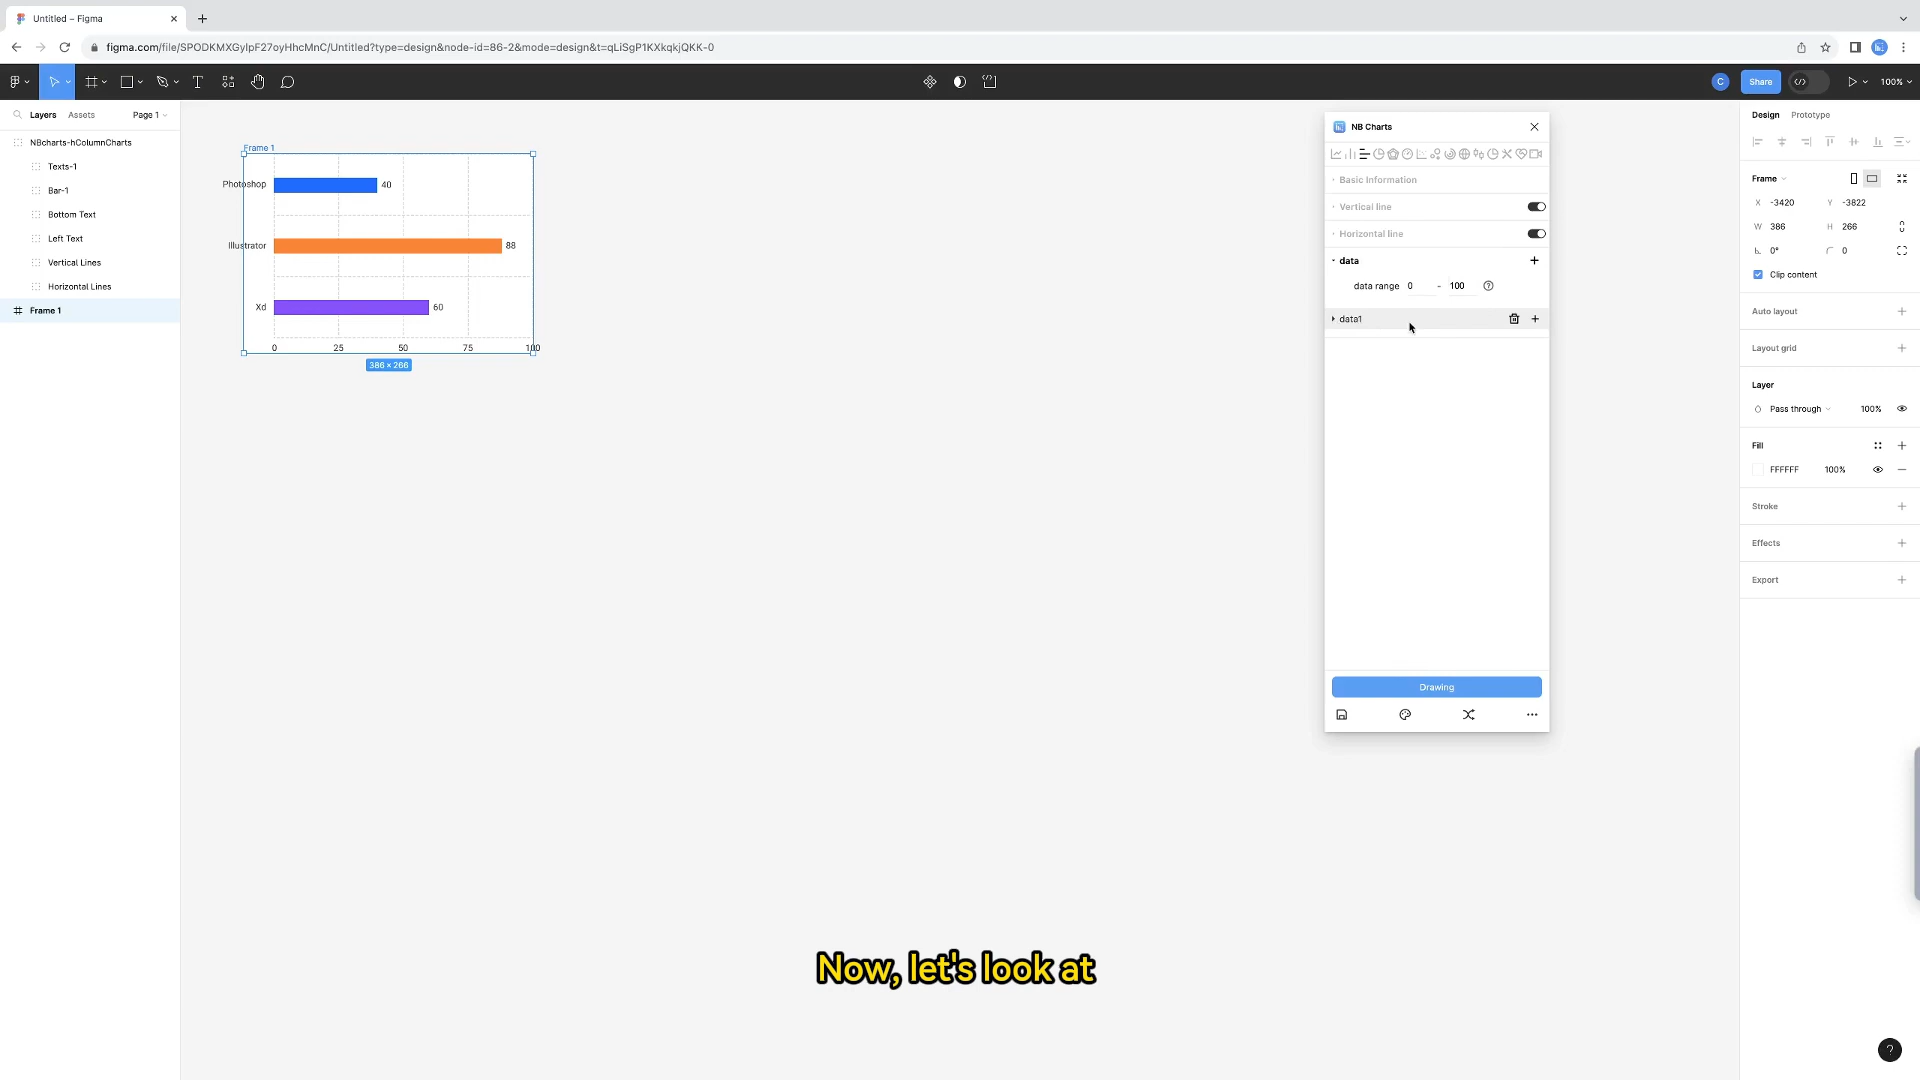 Untitled – Figma
figma.com/file/SPODKMXGylpF27oyHhcMnC/Untitled?type=design&node-id=86-2&mode=design&t=qLiSgP1KXkqkjQKK-0
C
Share
100%
Layers
Assets
Page 1
NBcharts-hColumnCharts
Texts-1
Bar-1
Bottom Text
Left Text
Vertical Lines
Horizontal Lines
Frame 1
Frame 1
Photoshop
40
Illustrator
88
Xd
60
0
25
50
75
100
386 × 266
NB Charts
Basic Information
Vertical line
Horizontal line
data
data range 0 - 100
data1
Drawing
Design
Prototype
Frame
X -3420
Y -3822
W 386
H 266
0°
0
Clip content
Auto layout
Layout grid
Layer
Pass through
100%
Fill
FFFFFF
100%
Stroke
Effects
Export
Now, let's look at
?